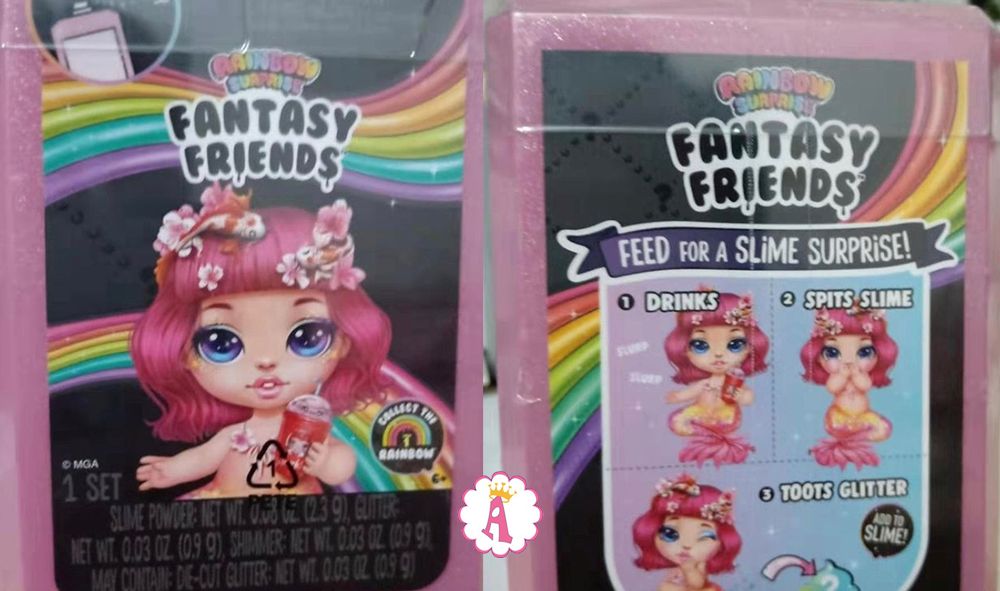 RAINBOW
SURPRISE
FANTASY
FRIENDS
COLLECT THE
RAINBOW
© MGA
1 SET
6+
1
SLIME POWDER: NET WT. 0.08 OZ. (2.3 g), GLITTER:
NET WT. 0.03 OZ. (0.9 g), SHIMMER: NET WT. 0.03 OZ. (0.9 g),
MAY CONTAIN: DIE-CUT GLITTER: NET WT. 0.03 OZ. (0.9 g)
A
RAINBOW
SURPRISE
FANTASY
FRIENDS
FEED FOR A SLIME SURPRISE!
1 DRINKS
SLURP
SLURP
2 SPITS SLIME
3 TOOTS GLITTER
ADD TO
SLIME!